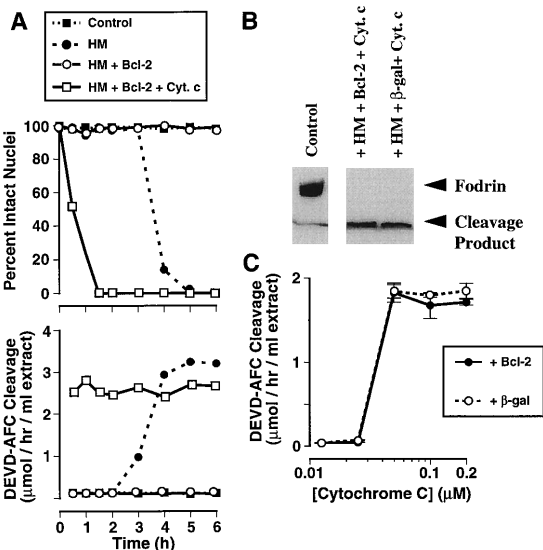 A
Control
HM
HM + Bcl-2
HM + Bcl-2 + Cyt. c
Percent Intact Nuclei
100
80
60
40
20
0
DEVD-AFC Cleavage
(μmol / hr / ml extract)
4
3
2
1
0 1 2 3 4 5 6
Time (h)
B
Control
+ HM + Bcl-2 + Cyt. c
+ HM + β-gal+ Cyt. c
Fodrin
Cleavage
Product
C
DEVD-AFC Cleavage
(μmol / hr / ml extract)
2
1
0
0.01 0.1 0.2
[Cytochrome C] (μM)
+ Bcl-2
+ β-gal